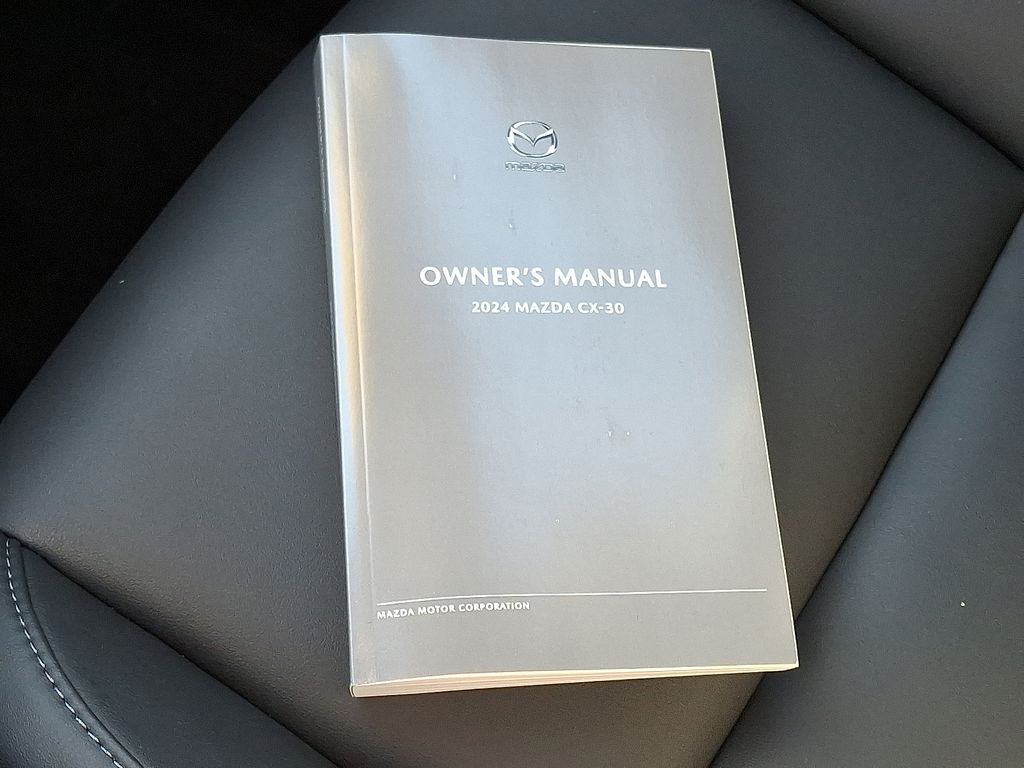 mazda
OWNER'S MANUAL
2024 MAZDA CX-30
MAZDA MOTOR CORPORATION